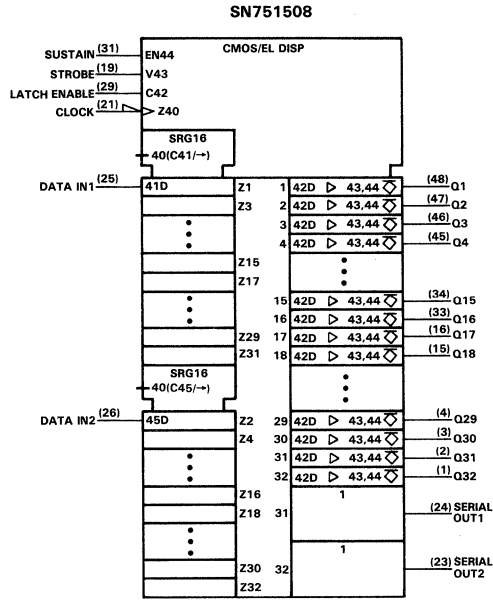 SN751508
CMOS/EL DISP
SUSTAIN (31) EN44
STROBE (19) V43
LATCH ENABLE (29) C42
CLOCK (21) Z40
SRG16
40(C41/→)
DATA IN1 (25) 41D Z1 1 42D ▷ 43,44 (48) Q1
Z3 2 42D ▷ 43,44 (47) Q2
3 42D ▷ 43,44 (46) Q3
4 42D ▷ 43,44 (45) Q4
Z15
Z17
15 42D ▷ 43,44 (34) Q15
16 42D ▷ 43,44 (33) Q16
Z29 17 42D ▷ 43,44 (16) Q17
Z31 18 42D ▷ 43,44 (15) Q18
SRG16
40(C45/→)
DATA IN2 (26) 45D Z2 29 42D ▷ 43,44 (4) Q29
Z4 30 42D ▷ 43,44 (3) Q30
31 42D ▷ 43,44 (2) Q31
32 42D ▷ 43,44 (1) Q32
Z16 1
Z18 31 (24) SERIAL
OUT1
1
Z30 32 (23) SERIAL
OUT2
Z32